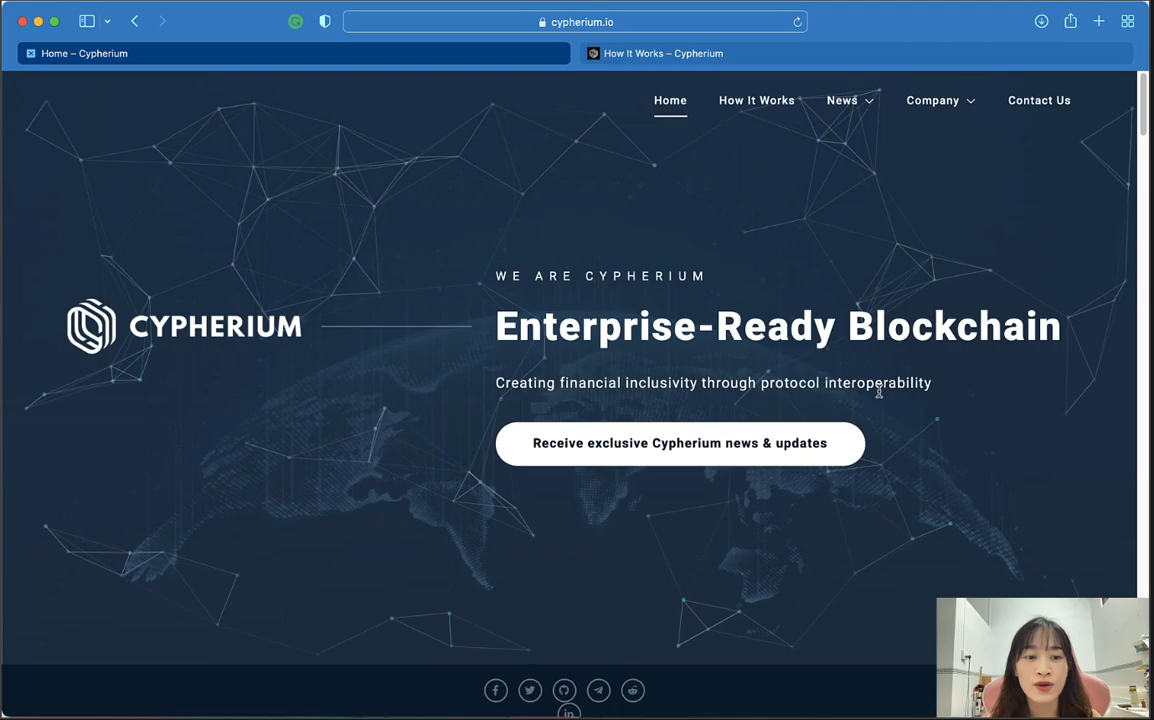 cypherium.io
Home – Cypherium
How It Works – Cypherium
Home
How It Works
News
Company
Contact Us
WE ARE CYPHERIUM
CYPHERIUM
Enterprise-Ready Blockchain
Creating financial inclusivity through protocol interoperability
Receive exclusive Cypherium news & updates
in